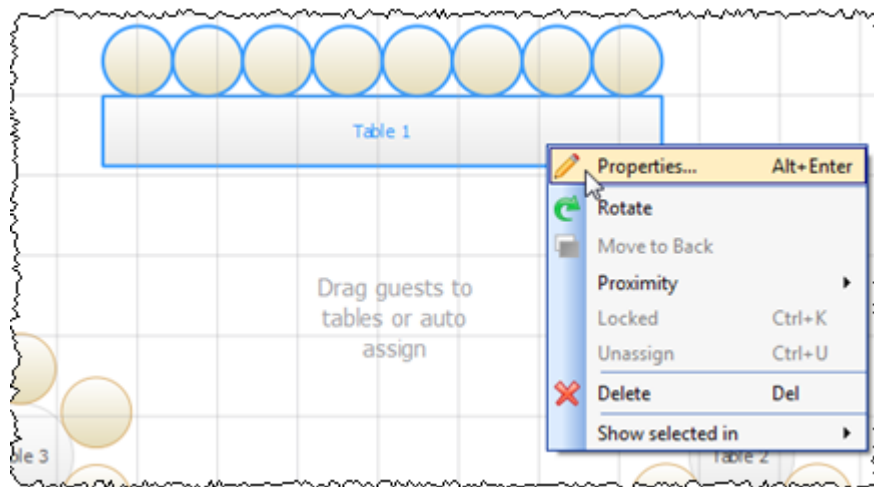 Table 1
Properties... Alt+Enter
Rotate
Move to Back
Proximity
Locked Ctrl+K
Unassign Ctrl+U
Delete Del
Show selected in
Drag guests to
tables or auto
assign
ble 3
Table 2